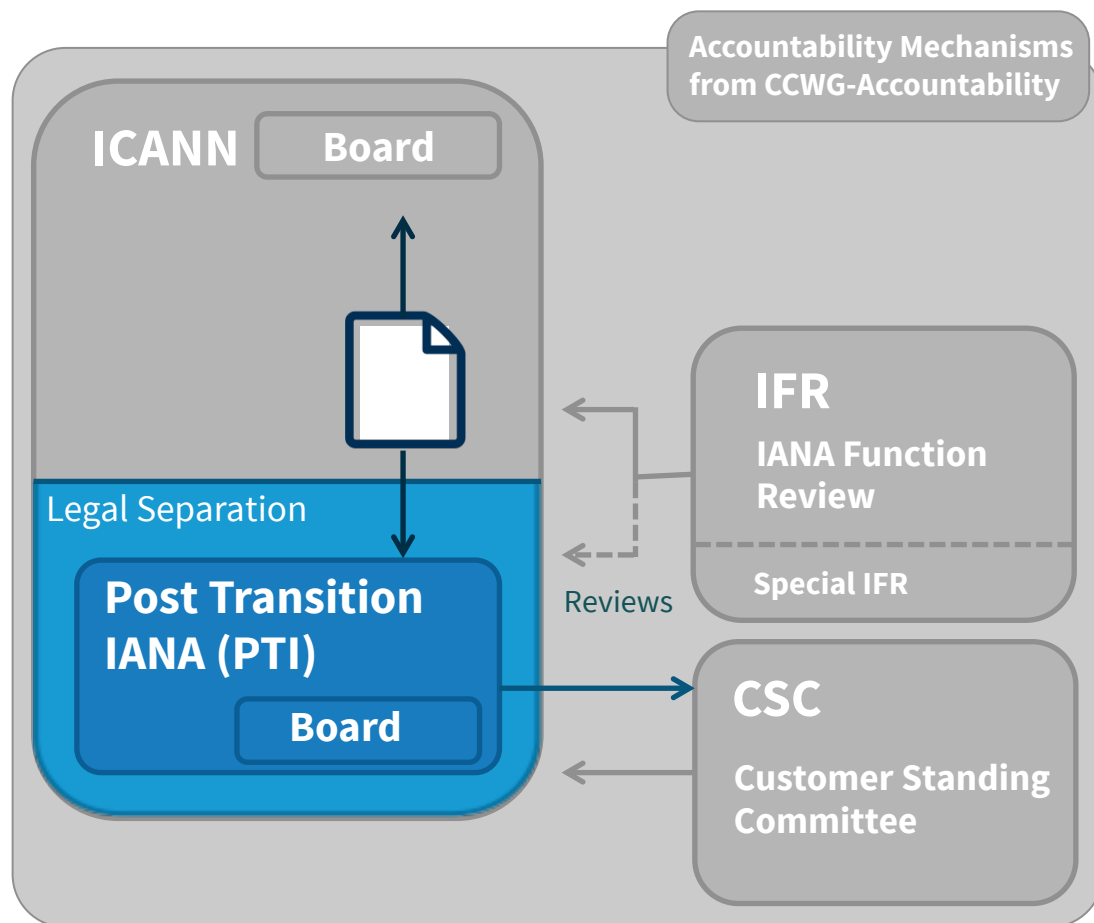 Accountability Mechanisms
from CCWG-Accountability
ICANN
Board
Legal Separation
Post Transition
IANA (PTI)
Board
Reviews
IFR
IANA Function
Review
Special IFR
CSC
Customer Standing
Committee